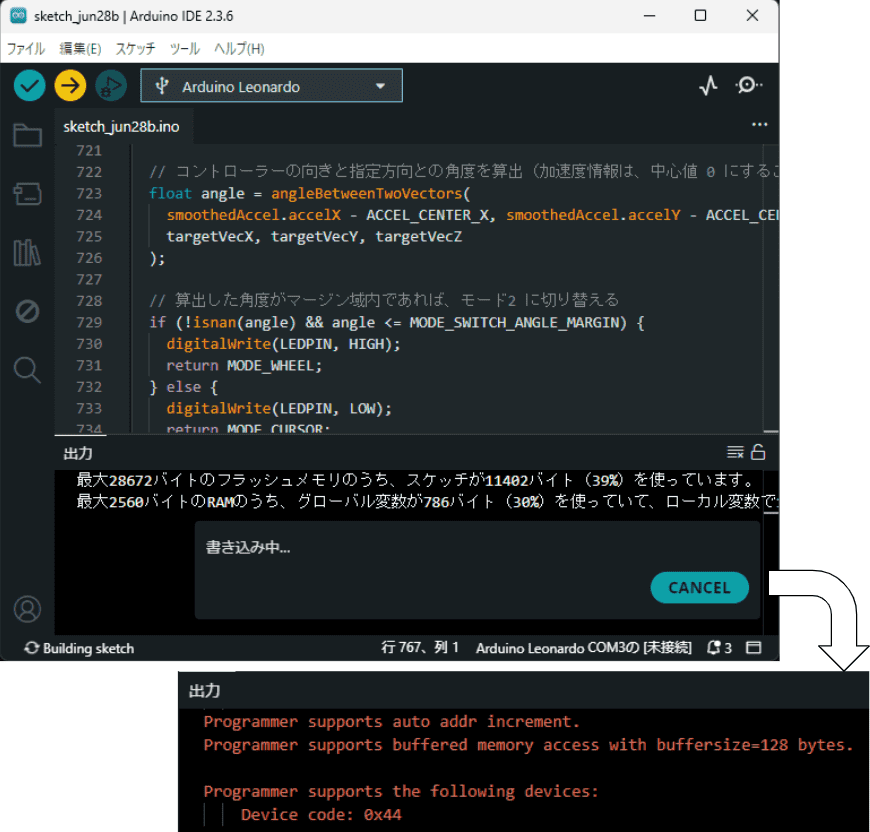 sketch_jun28b | Arduino IDE 2.3.6
ファイル 編集(E) スケッチ ツール ヘルプ(H)
Arduino Leonardo
sketch_jun28b.ino
721
722 // コントローラーの向きと指定方向との角度を算出（加速度情報は、中心値 0 にするこ
723 float angle = angleBetweenTwoVectors(
724 smoothedAccel.accelX - ACCEL_CENTER_X, smoothedAccel.accelY - ACCEL_CE
725 targetVecX, targetVecY, targetVecZ
726 );
727
728 // 算出した角度がマージン域内であれば、モード2 に切り替える
729 if (!isnan(angle) && angle <= MODE_SWITCH_ANGLE_MARGIN) {
730 digitalWrite(LEDPIN, HIGH);
731 return MODE_WHEEL;
732 } else {
733 digitalWrite(LEDPIN, LOW);
734 return MODE_CURSOR;
出力
最大28672バイトのフラッシュメモリのうち、スケッチが11402バイト（39%）を使っています。
最大2560バイトのRAMのうち、グローバル変数が786バイト（30%）を使っていて、ローカル変数で
書き込み中...
CANCEL
Building sketch 行 767、列 1 Arduino Leonardo COM3の [未接続] 3
出力
Programmer supports auto addr increment.
Programmer supports buffered memory access with buffersize=128 bytes.
Programmer supports the following devices:
Device code: 0x44